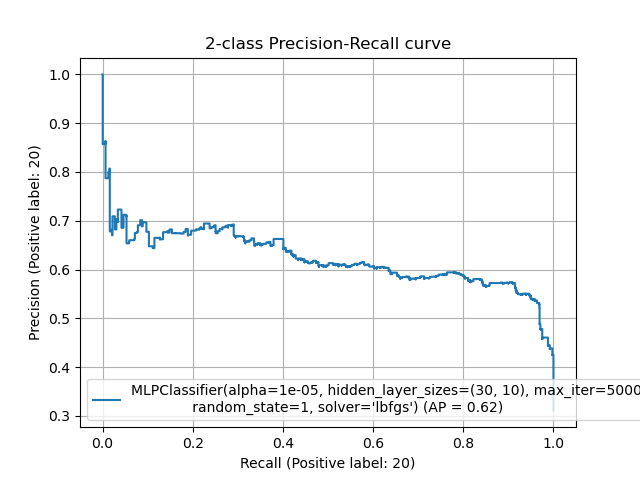 2-class Precision-Recall curve
1.0
0.9
0.8
0.7
0.6
0.5
0.4
0.3
Precision (Positive label: 20)
MLPClassifier(alpha=1e-05, hidden_layer_sizes=(30, 10), max_iter=5000
random_state=1, solver='lbfgs') (AP = 0.62)
0.0 0.2 0.4 0.6 0.8 1.0
Recall (Positive label: 20)